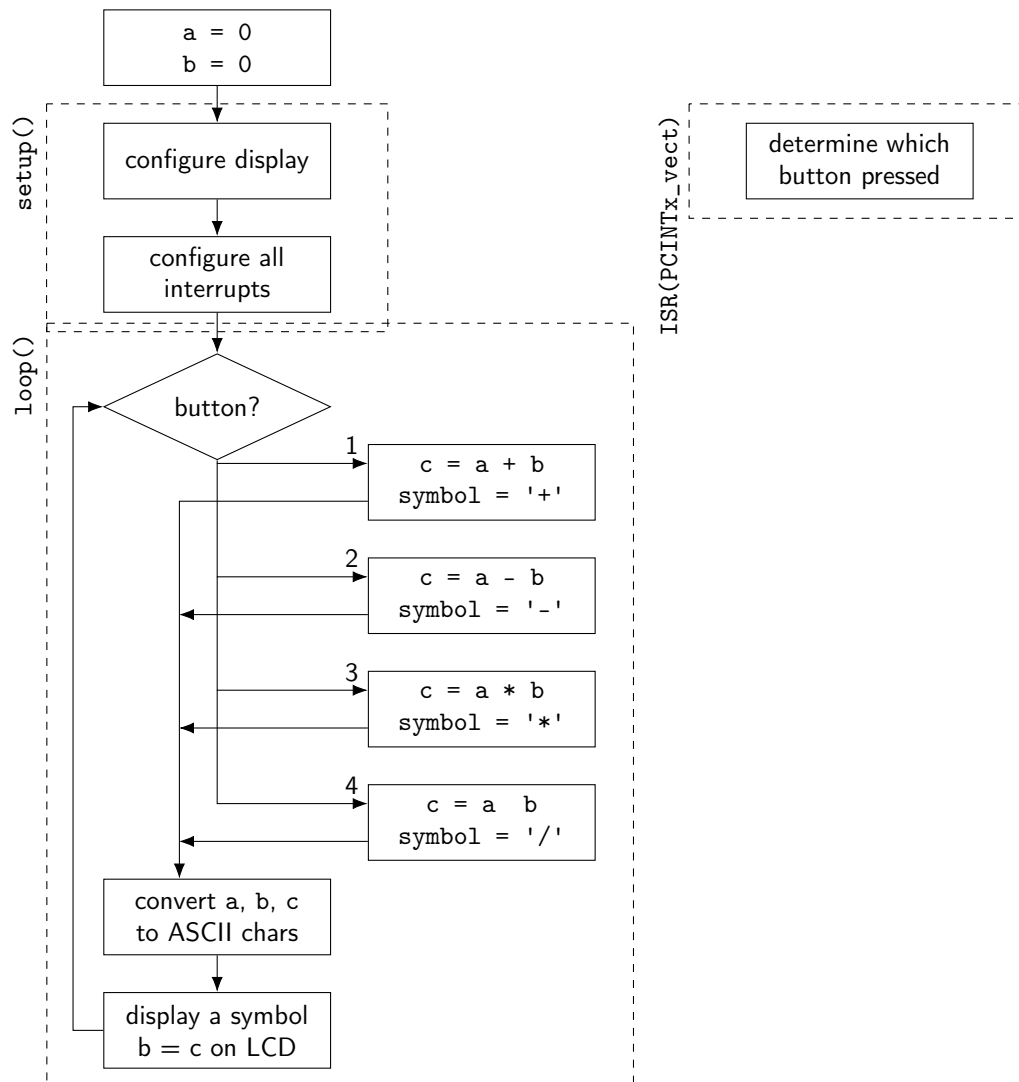 a = 0
b = 0
setup()
configure display
configure all
interrupts
ISR(PCINTx_vect)
determine which
button pressed
loop()
button?
1
c = a + b
symbol = '+'
2
c = a - b
symbol = '-'
3
c = a * b
symbol = '*'
4
c = a  b
symbol = '/'
convert a, b, c
to ASCII chars
display a symbol
b = c on LCD